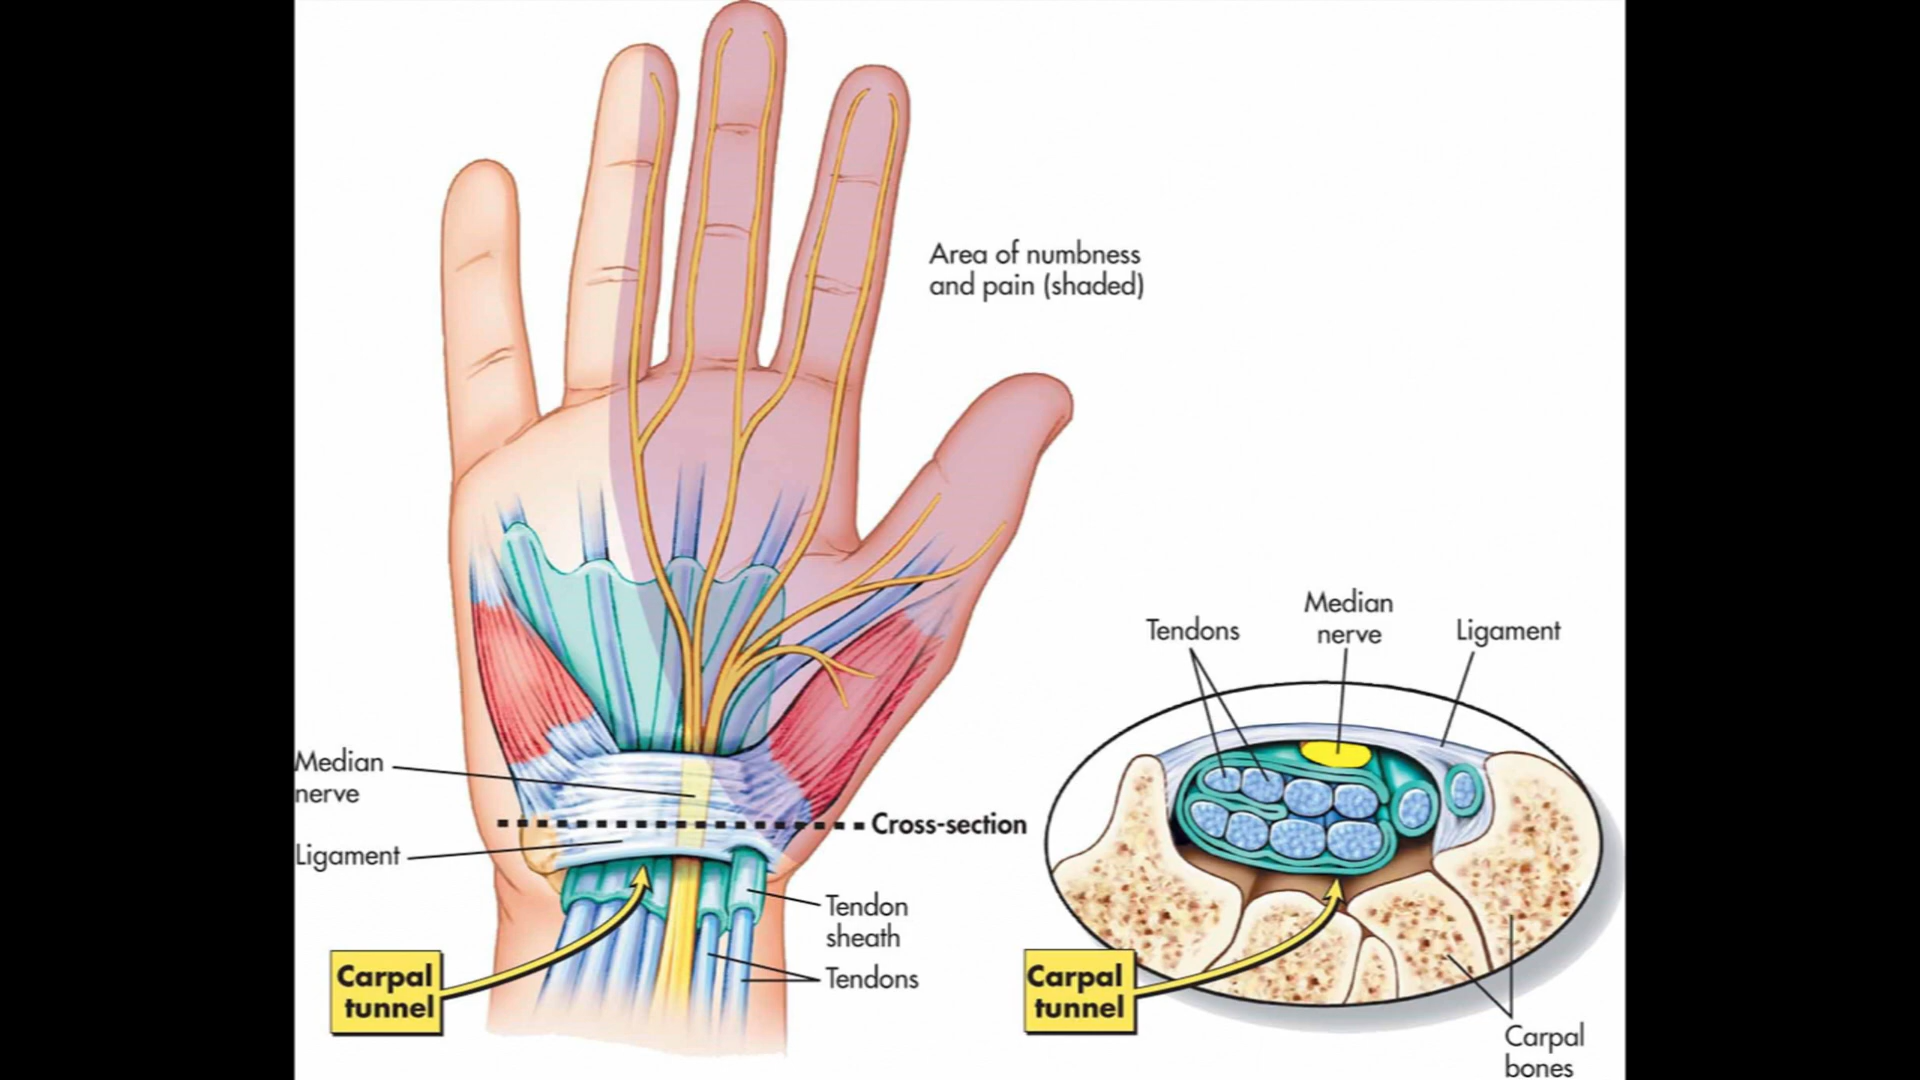 Area of numbness
and pain (shaded)
Median
nerve
Ligament
Cross-section
Tendon
sheath
Tendons
Carpal
tunnel
Tendons
Median
nerve
Ligament
Carpal
tunnel
Carpal
bones